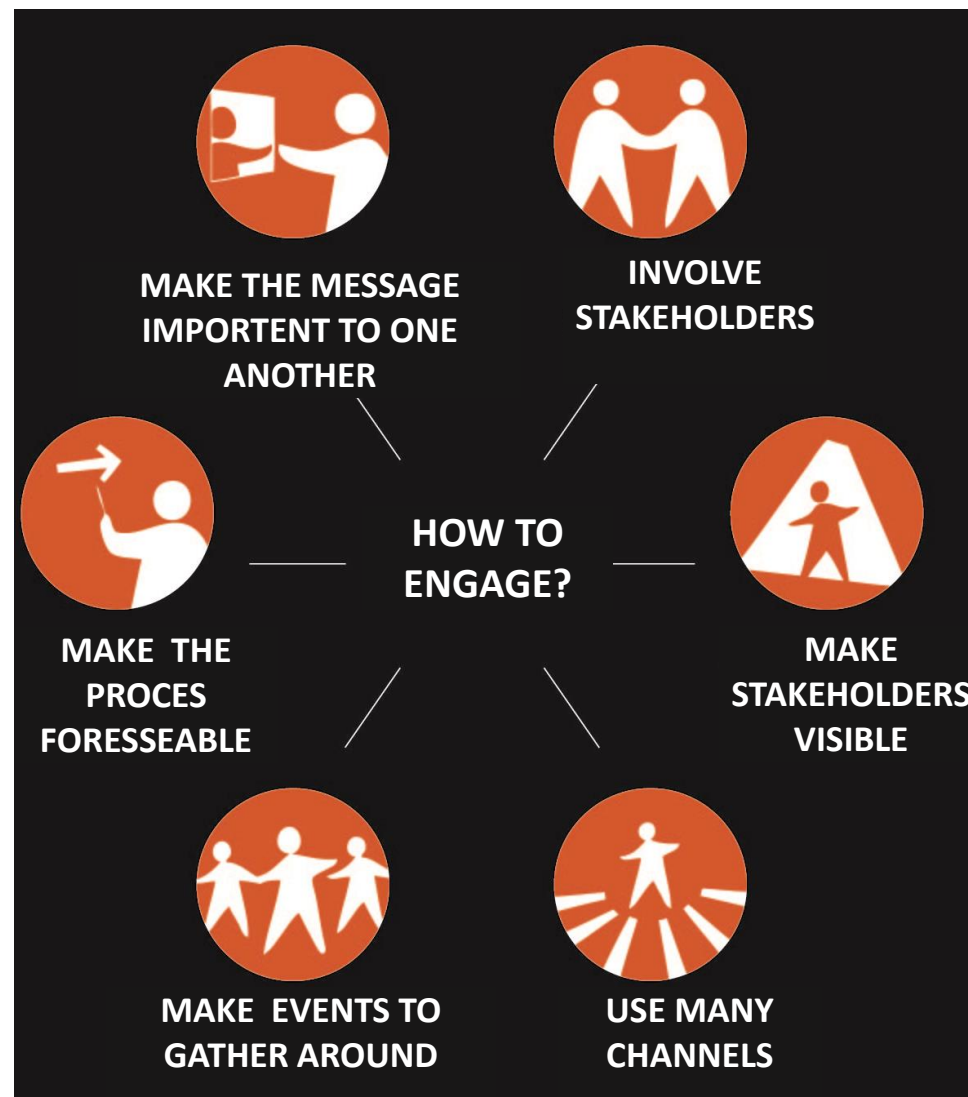 MAKE THE MESSAGE
IMPORTENT TO ONE
ANOTHER
INVOLVE
STAKEHOLDERS
HOW TO
ENGAGE?
MAKE THE
PROCES
FORESSEABLE
MAKE
STAKEHOLDERS
VISIBLE
MAKE EVENTS TO
GATHER AROUND
USE MANY
CHANNELS